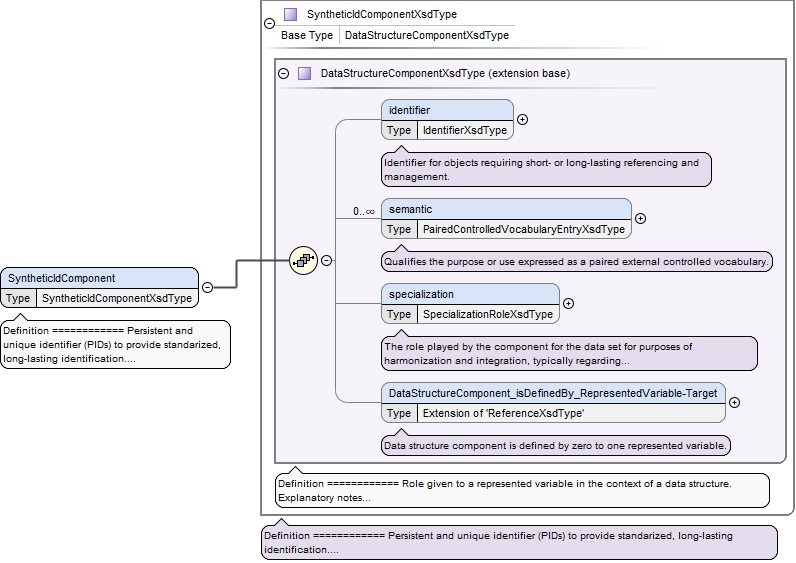 SyntheticIdComponentXsdType
Base Type DataStructureComponentXsdType
DataStructureComponentXsdType (extension base)
identifier
Type IdentifierXsdType
Identifier for objects requiring short- or long-lasting referencing and
management.
0..∞
semantic
Type PairedControlledVocabularyEntryXsdType
Qualifies the purpose or use expressed as a paired external controlled vocabulary.
SyntheticIdComponent
Type SyntheticIdComponentXsdType
Definition ============ Persistent and
unique identifier (PIDs) to provide standarized,
long-lasting identification....
specialization
Type SpecializationRoleXsdType
The role played by the component for the data set for purposes of
harmonization and integration, typically regarding...
DataStructureComponent_isDefinedBy_RepresentedVariable-Target
Type Extension of 'ReferenceXsdType'
Data structure component is defined by zero to one represented variable.
Definition ============ Role given to a represented variable in the context of a data structure.
Explanatory notes...
Definition ============ Persistent and unique identifier (PIDs) to provide standarized, long-lasting
identification....